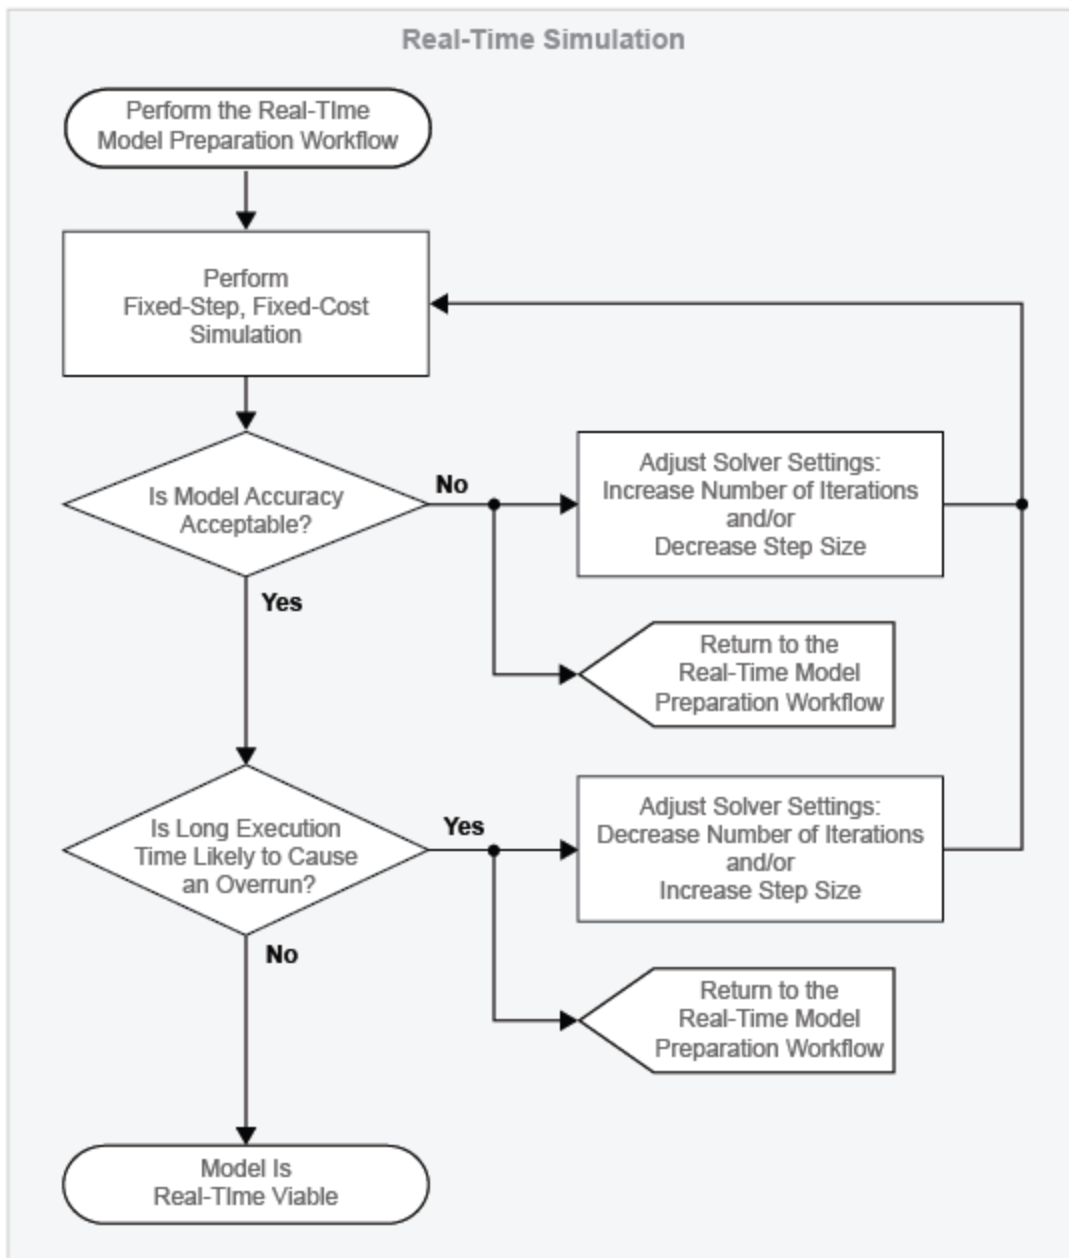 Real-Time Simulation
Perform the Real-TIme
Model Preparation Workflow
Perform
Fixed-Step, Fixed-Cost
Simulation
Is Model Accuracy
Acceptable?
No
Adjust Solver Settings:
Increase Number of Iterations
and/or
Decrease Step Size
Yes
Return to the
Real-Time Model
Preparation Workflow
Is Long Execution
Time Likely to Cause
an Overrun?
Yes
Adjust Solver Settings:
Decrease Number of Iterations
and/or
Increase Step Size
No
Return to the
Real-Time Model
Preparation Workflow
Model Is
Real-TIme Viable